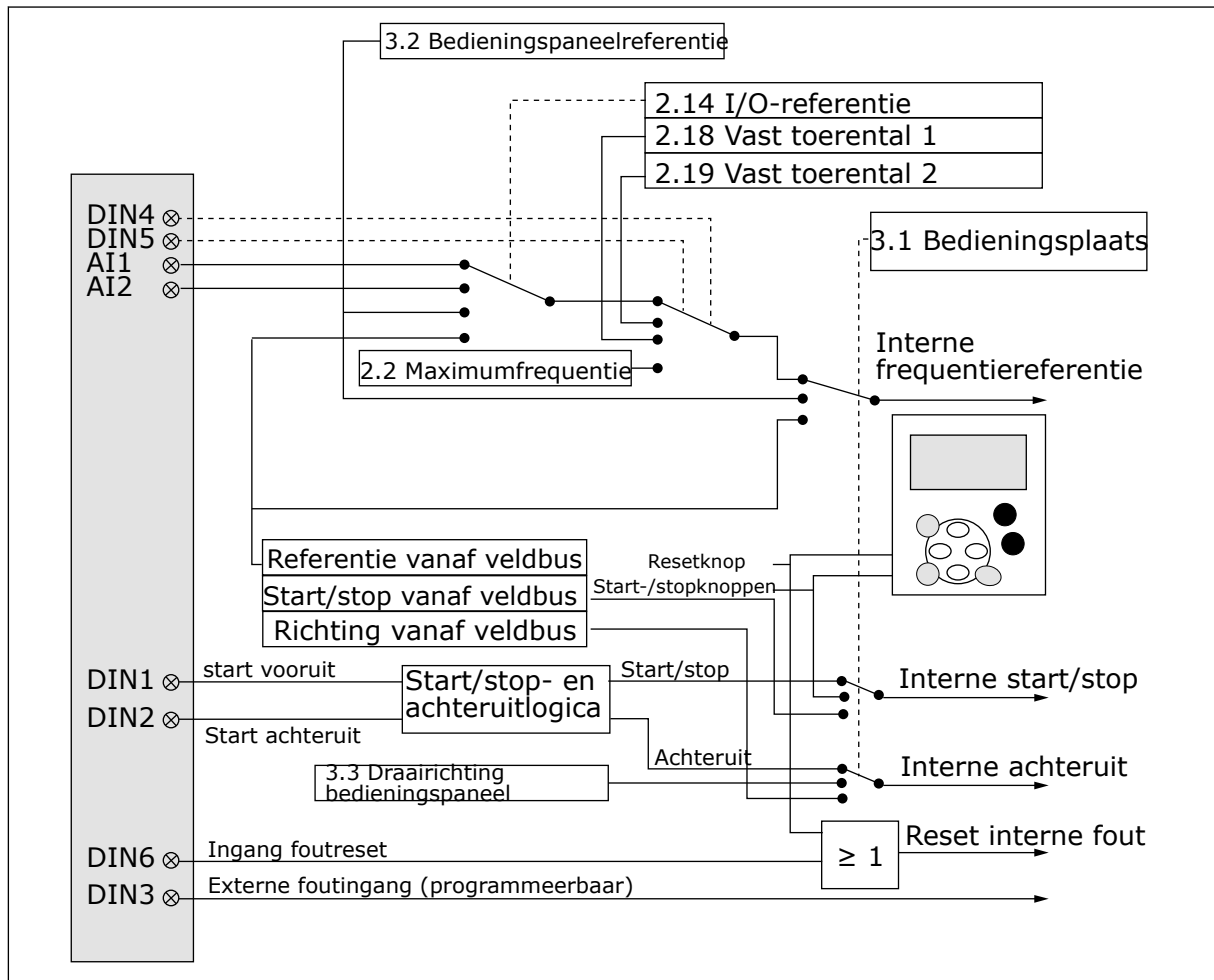 3.2 Bedieningspaneelreferentie
2.14 I/O-referentie
2.18 Vast toerental 1
2.19 Vast toerental 2
DIN4
DIN5
AI1
AI2
3.1 Bedieningsplaats
2.2 Maximumfrequentie
Interne
frequentiereferentie
Referentie vanaf veldbus
Start/stop vanaf veldbus
Richting vanaf veldbus
Resetknop
Start-/stopknoppen
DIN1
start vooruit
Start/stop- en
achteruitlogica
Start/stop
Interne start/stop
DIN2
Start achteruit
Achteruit
3.3 Draairichting
bedieningspaneel
Interne achteruit
DIN6
Ingang foutreset
≥ 1
Reset interne fout
DIN3
Externe foutingang (programmeerbaar)